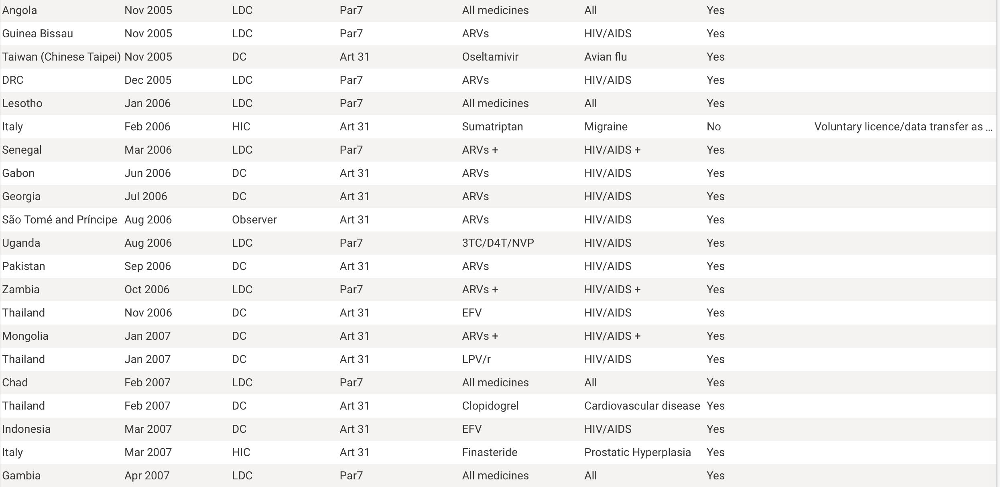 Angola Nov 2005 LDC Par7 All medicines All Yes
Guinea Bissau Nov 2005 LDC Par7 ARVs HIV/AIDS Yes
Taiwan (Chinese Taipei) Nov 2005 DC Art 31 Oseltamivir Avian flu Yes
DRC Dec 2005 LDC Par7 ARVs HIV/AIDS Yes
Lesotho Jan 2006 LDC Par7 All medicines All Yes
Italy Feb 2006 HIC Art 31 Sumatriptan Migraine No Voluntary licence/data transfer as ...
Senegal Mar 2006 LDC Par7 ARVs + HIV/AIDS + Yes
Gabon Jun 2006 DC Art 31 ARVs HIV/AIDS Yes
Georgia Jul 2006 DC Art 31 ARVs HIV/AIDS Yes
São Tomé and Príncipe Aug 2006 Observer Art 31 ARVs HIV/AIDS Yes
Uganda Aug 2006 LDC Par7 3TC/D4T/NVP HIV/AIDS Yes
Pakistan Sep 2006 DC Art 31 ARVs HIV/AIDS Yes
Zambia Oct 2006 LDC Par7 ARVs + HIV/AIDS + Yes
Thailand Nov 2006 DC Art 31 EFV HIV/AIDS Yes
Mongolia Jan 2007 DC Art 31 ARVs + HIV/AIDS + Yes
Thailand Jan 2007 DC Art 31 LPV/r HIV/AIDS Yes
Chad Feb 2007 LDC Par7 All medicines All Yes
Thailand Feb 2007 DC Art 31 Clopidogrel Cardiovascular disease Yes
Indonesia Mar 2007 DC Art 31 EFV HIV/AIDS Yes
Italy Mar 2007 HIC Art 31 Finasteride Prostatic Hyperplasia Yes
Gambia Apr 2007 LDC Par7 All medicines All Yes